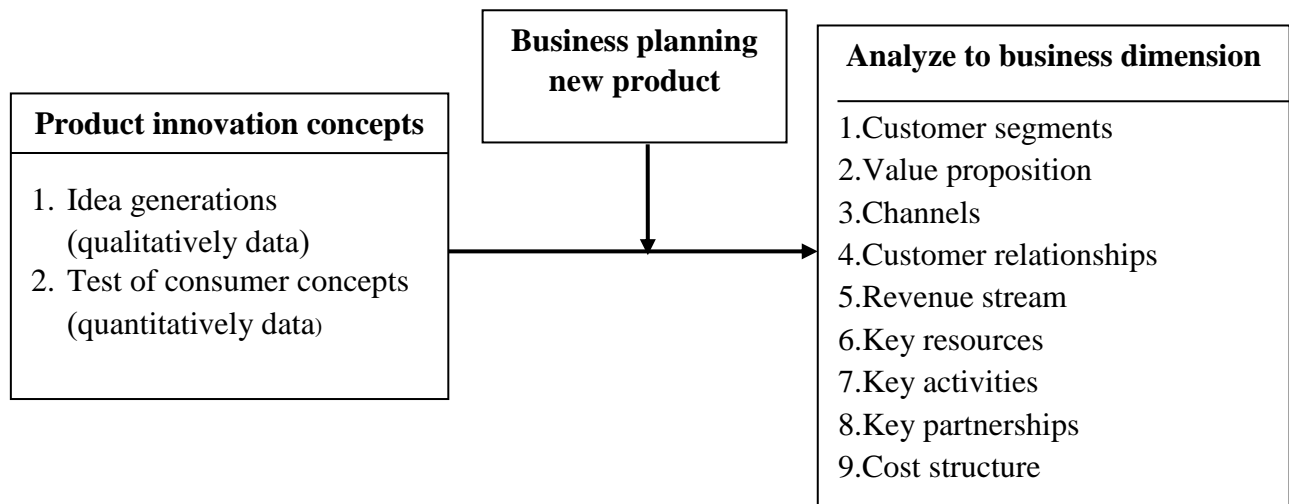 Product innovation concepts
1. Idea generations
(qualitatively data)
2. Test of consumer concepts
(quantitatively data)
Business planning
new product
Analyze to business dimension
1.Customer segments
2.Value proposition
3.Channels
4.Customer relationships
5.Revenue stream
6.Key resources
7.Key activities
8.Key partnerships
9.Cost structure